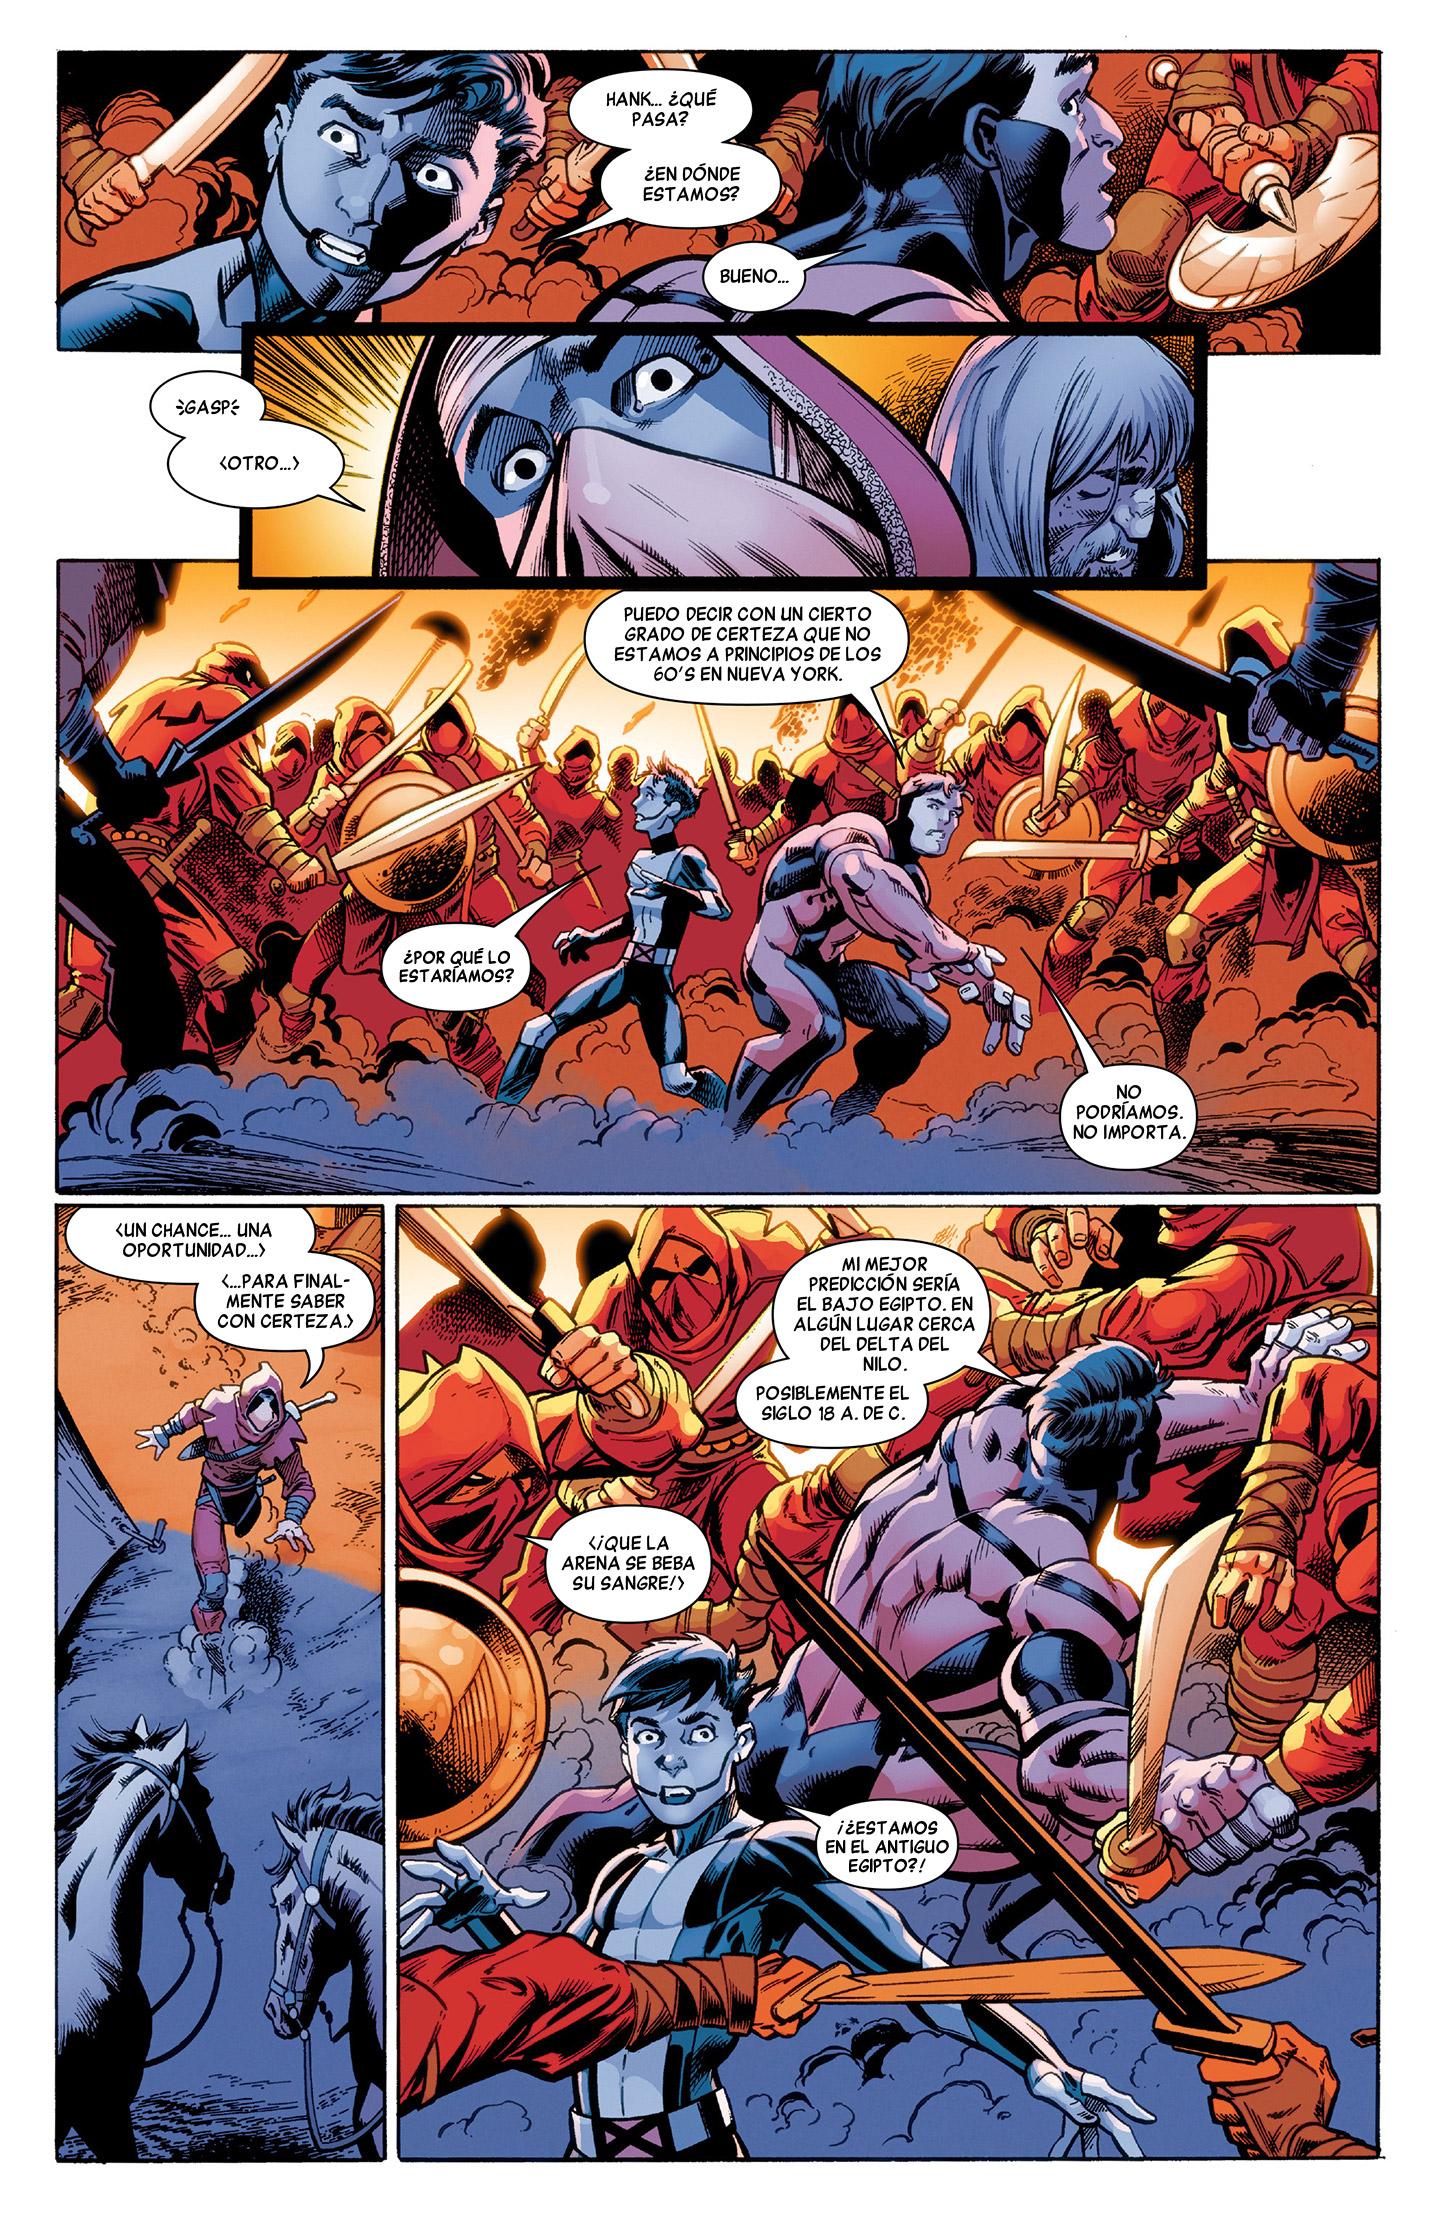 HANK... ¿QUÉ
PASA?
¿EN DÓNDE
ESTAMOS?
BUENO...
GASP
<OTRO...>
PUEDO DECIR CON UN CIERTO
GRADO DE CERTEZA QUE NO
ESTAMOS A PRINCIPIOS DE LOS
60'S EN NUEVA YORK.
¿POR QUÉ LO
ESTARÍAMOS?
NO
PODRÍAMOS.
NO IMPORTA.
<UN CHANCE... UNA
OPORTUNIDAD...>
<...PARA FINAL-
MENTE SABER
CON CERTEZA.>
MI MEJOR
PREDICCIÓN SERÍA
EL BAJO EGIPTO. EN
ALGÚN LUGAR CERCA
DEL DELTA DEL
NILO.
POSIBLEMENTE EL
SIGLO 18 A. DE C.
<¡QUE LA
ARENA SE BEBA
SU SANGRE!>
¡¿ESTAMOS
EN EL ANTIGUO
EGIPTO?!